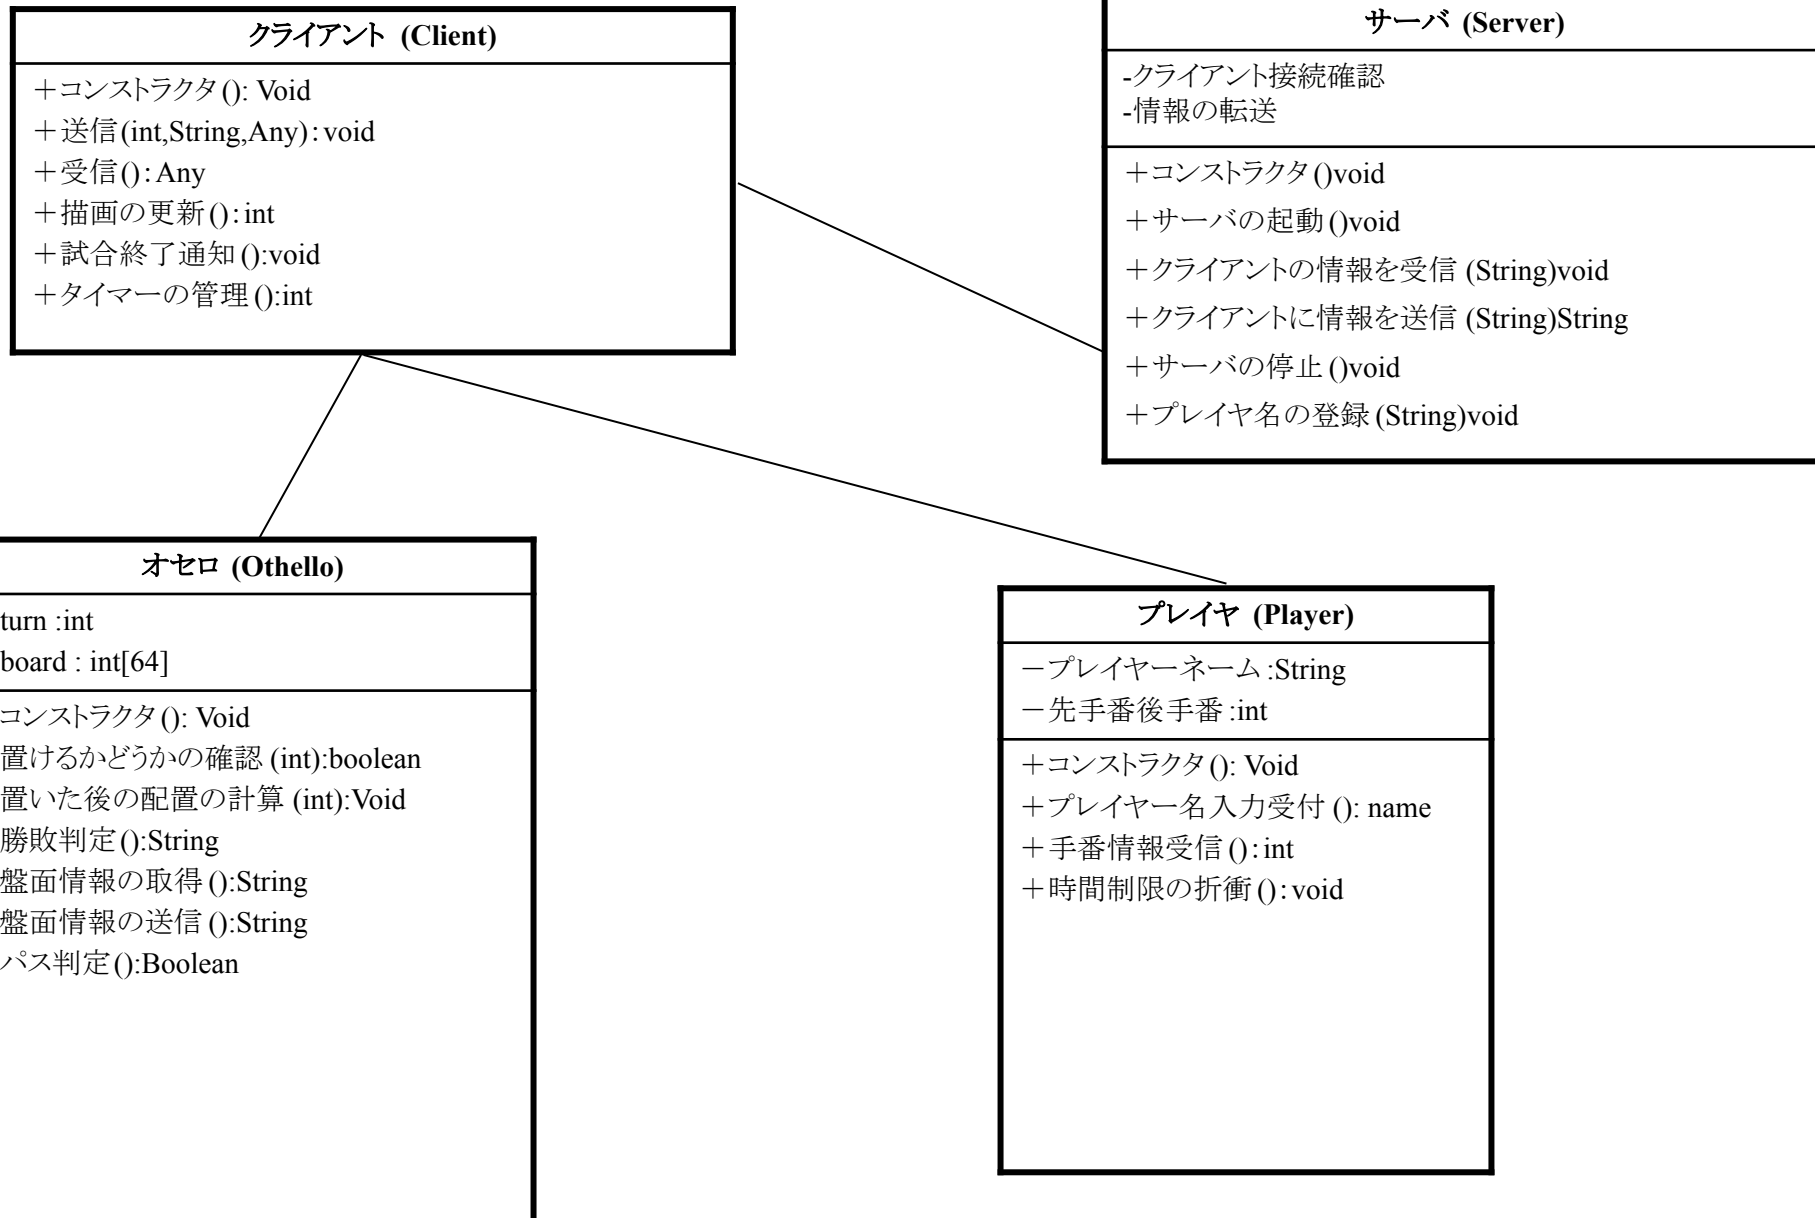 クライアント (Client)
＋コンストラクタ(): Void
＋送信(int,String,Any):void
＋受信():Any
＋描画の更新():int
＋試合終了通知():void
＋タイマーの管理():int
サーバ (Server)
-クライアント接続確認
-情報の転送
＋コンストラクタ()void
＋サーバの起動()void
＋クライアントの情報を受信(String)void
＋クライアントに情報を送信(String)String
＋サーバの停止()void
＋プレイヤ名の登録(String)void
オセロ (Othello)
turn :int
board : int[64]
コンストラクタ(): Void
置けるかどうかの確認(int):boolean
置いた後の配置の計算(int):Void
勝敗判定():String
盤面情報の取得():String
盤面情報の送信():String
パス判定():Boolean
プレイヤ (Player)
－プレイヤーネーム:String
－先手番後手番:int
＋コンストラクタ(): Void
＋プレイヤー名入力受付(): name
＋手番情報受信():int
＋時間制限の折衝():void